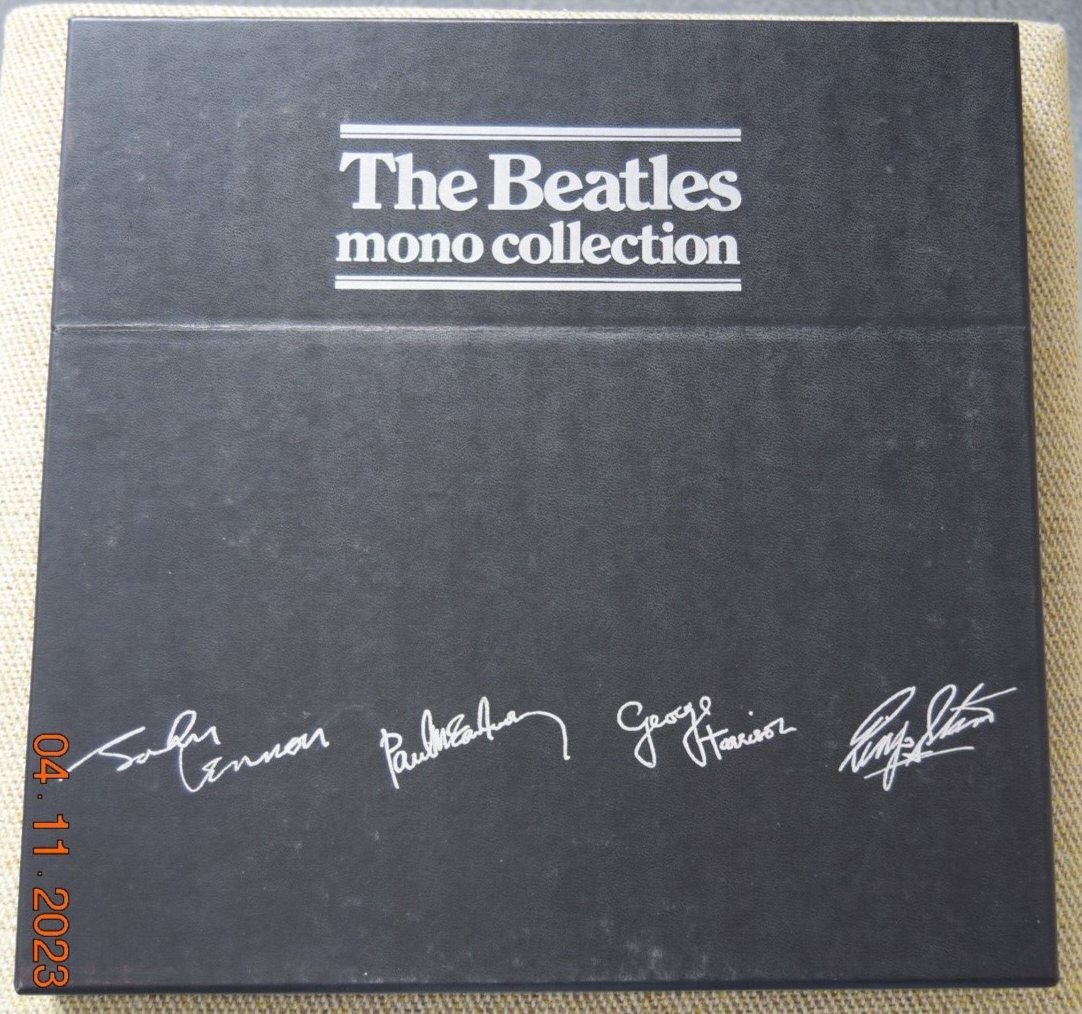 The Beatles
mono collection
John Lennon
Paul McCartney
George Harrison
Ringo Starr
04.11.2023